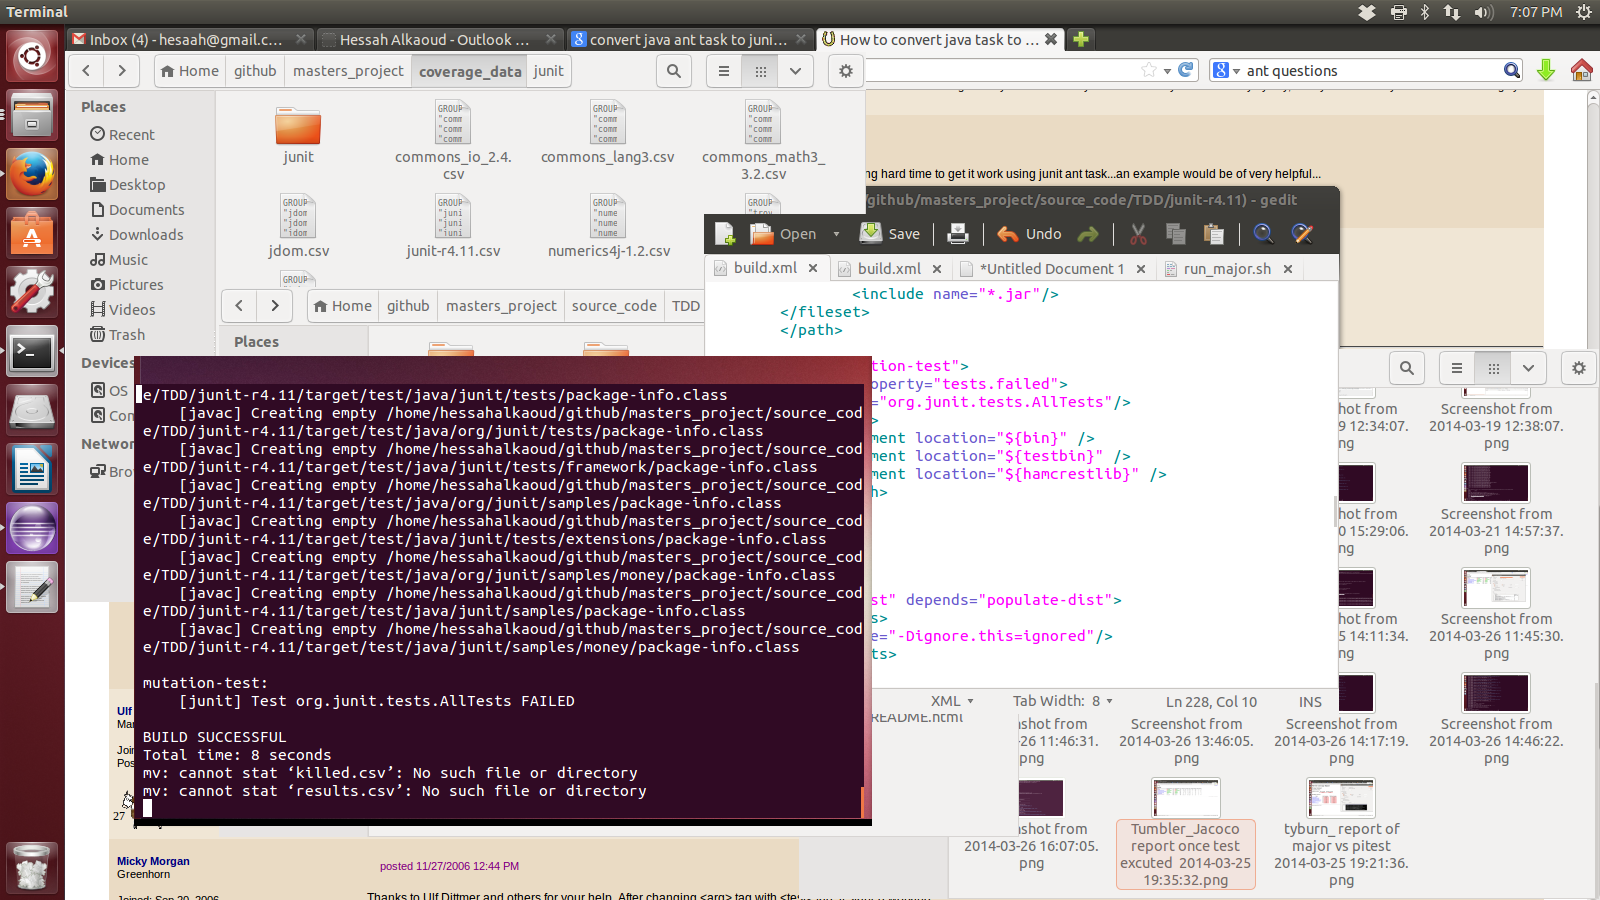 Terminal
7:07 PM
Inbox (4) - hesaah@gmail.c...
Hessah Alkaoud - Outlook ...
convert java ant task to juni...
How to convert java task to ...
Home
github
masters_project
coverage_data
junit
ant questions
Places
Recent
Home
Desktop
Documents
Downloads
Music
Pictures
Videos
Trash
Devices
OS
Com
Network
Bro
junit
commons_io_2.4.
csv
commons_lang3.csv
commons_math3_
3.2.csv
jdom.csv
junit-r4.11.csv
numerics4j-1.2.csv
Home
github
masters_project
source_code
TDD
Places
ng hard time to get it work using junit ant task...an example would be of very helpful...
/github/masters_project/source_code/TDD/junit-r4.11) - gedit
Open
Save
Undo
build.xml
build.xml
*Untitled Document 1
run_major.sh
<include name="*.jar"/>
</fileset>
</path>
tion-test">
operty="tests.failed">
="org.junit.tests.AllTests"/>
>
ment location="${bin}" />
ment location="${testbin}" />
ment location="${hamcrestlib}" />
h>
st" depends="populate-dist">
s>
e="-Dignore.this=ignored"/>
ts>
XML
Tab Width: 8
Ln 228, Col 10
INS
e/TDD/junit-r4.11/target/test/java/junit/tests/package-info.class
[javac] Creating empty /home/hessahalkaoud/github/masters_project/source_cod
e/TDD/junit-r4.11/target/test/java/org/junit/tests/package-info.class
[javac] Creating empty /home/hessahalkaoud/github/masters_project/source_cod
e/TDD/junit-r4.11/target/test/java/junit/tests/framework/package-info.class
[javac] Creating empty /home/hessahalkaoud/github/masters_project/source_cod
e/TDD/junit-r4.11/target/test/java/org/junit/samples/package-info.class
[javac] Creating empty /home/hessahalkaoud/github/masters_project/source_cod
e/TDD/junit-r4.11/target/test/java/junit/tests/extensions/package-info.class
[javac] Creating empty /home/hessahalkaoud/github/masters_project/source_cod
e/TDD/junit-r4.11/target/test/java/org/junit/samples/money/package-info.class
[javac] Creating empty /home/hessahalkaoud/github/masters_project/source_cod
e/TDD/junit-r4.11/target/test/java/junit/samples/package-info.class
[javac] Creating empty /home/hessahalkaoud/github/masters_project/source_cod
e/TDD/junit-r4.11/target/test/java/junit/samples/money/package-info.class
mutation-test:
[junit] Test org.junit.tests.AllTests FAILED
BUILD SUCCESSFUL
Total time: 8 seconds
mv: cannot stat ‘killed.csv’: No such file or directory
mv: cannot stat ‘results.csv’: No such file or directory
README.html
hot from
9 12:34:07.
ng
Screenshot from
2014-03-19 12:38:07.
png
hot from
0 15:29:06.
ng
Screenshot from
2014-03-21 14:57:37.
png
hot from
5 14:11:34.
ng
Screenshot from
2014-03-26 11:45:30.
png
shot from
-26 11:46:31.
png
Screenshot from
2014-03-26 13:46:05.
png
Screenshot from
2014-03-26 14:17:19.
png
Screenshot from
2014-03-26 14:46:22.
png
shot from
2014-03-26 16:07:05.
png
Tumbler_Jacoco
report once test
excuted 2014-03-25
19:35:32.png
tyburn_ report of
major vs pitest
2014-03-25 19:21:36.
png
Ulf
Mar
Join
Pos
27
Micky Morgan
Greenhorn
posted 11/27/2006 12:44 PM
Joined: Sep 20, 2006
Thanks to Ulf Dittmer and others for your help. After changing <arg> tag with